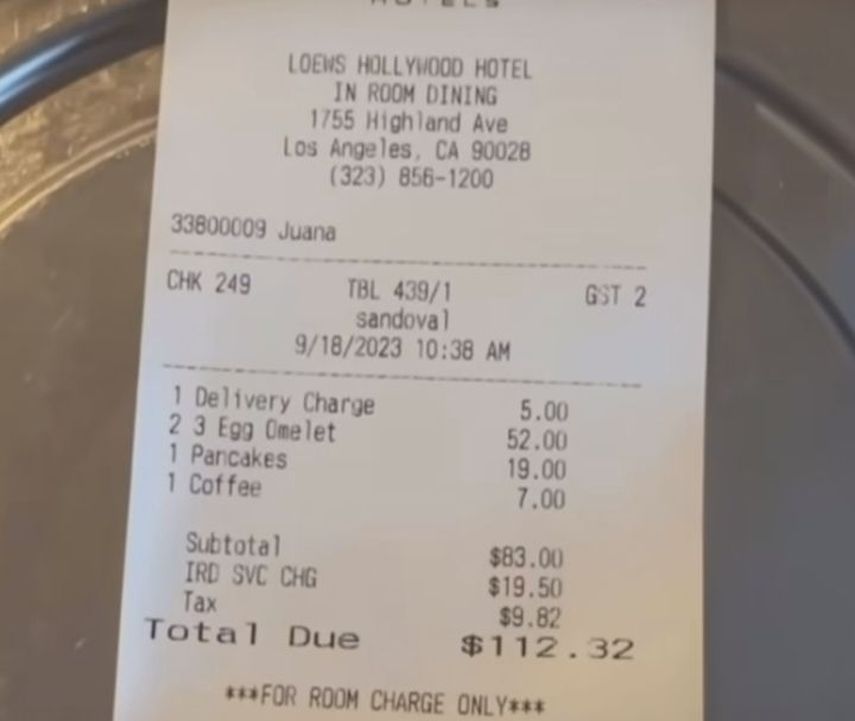 HOTELS
LOEWS HOLLYWOOD HOTEL
IN ROOM DINING
1755 Highland Ave
Los Angeles, CA 90028
(323) 856-1200
33800009 Juana
CHK 249 TBL 439/1 GST 2
sandoval
9/18/2023 10:38 AM
1 Delivery Charge 5.00
2 3 Egg Omelet 52.00
1 Pancakes 19.00
1 Coffee 7.00
Subtotal $83.00
IRD SVC CHG $19.50
Tax $9.82
Total Due $112.32
***FOR ROOM CHARGE ONLY***